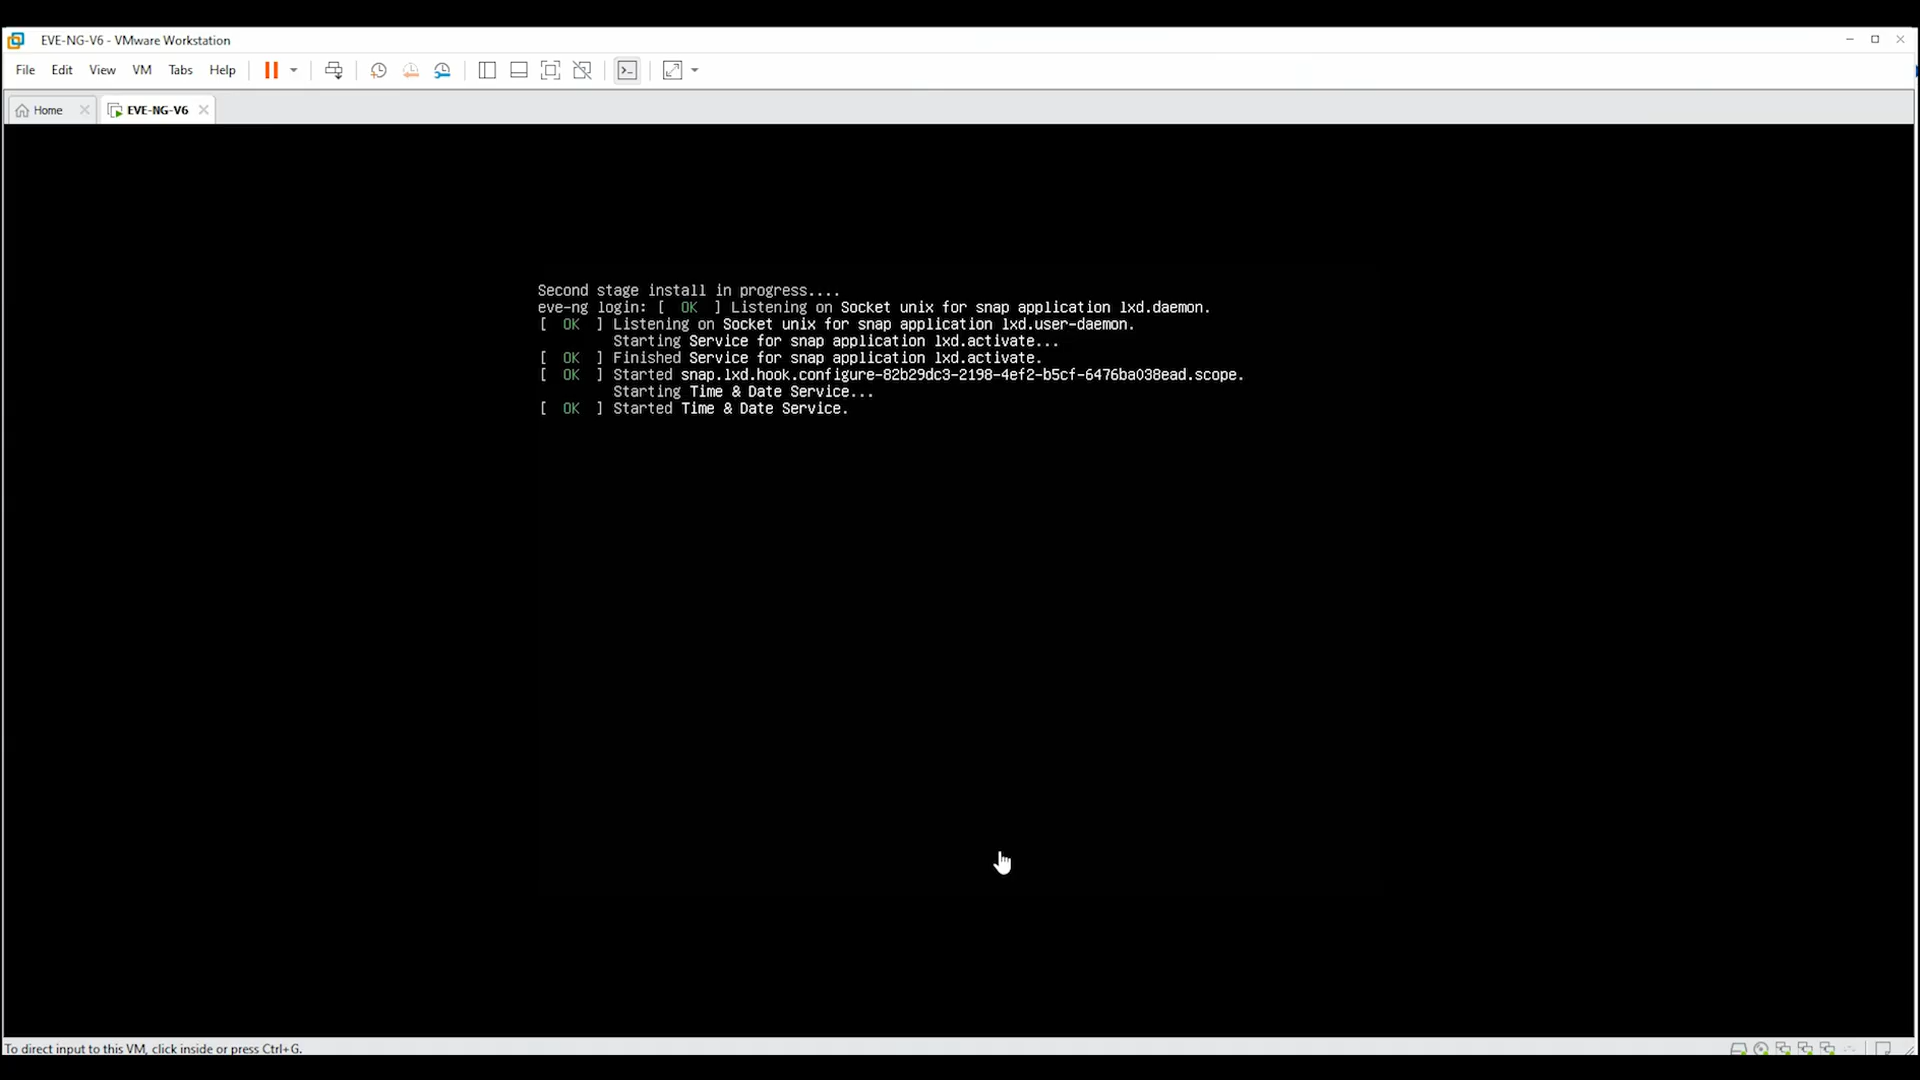 EVE-NG-V6 - VMware Workstation
File Edit View VM Tabs Help
Home EVE-NG-V6
Second stage install in progress....
eve-ng login: [  OK  ] Listening on Socket unix for snap application lxd.daemon.
[  OK  ] Listening on Socket unix for snap application lxd.user-daemon.
Starting Service for snap application lxd.activate...
[  OK  ] Finished Service for snap application lxd.activate.
[  OK  ] Started snap.lxd.hook.configure-82b29dc3-2198-4ef2-b5cf-6476ba038ead.scope.
Starting Time & Date Service...
[  OK  ] Started Time & Date Service.
To direct input to this VM, click inside or press Ctrl+G.